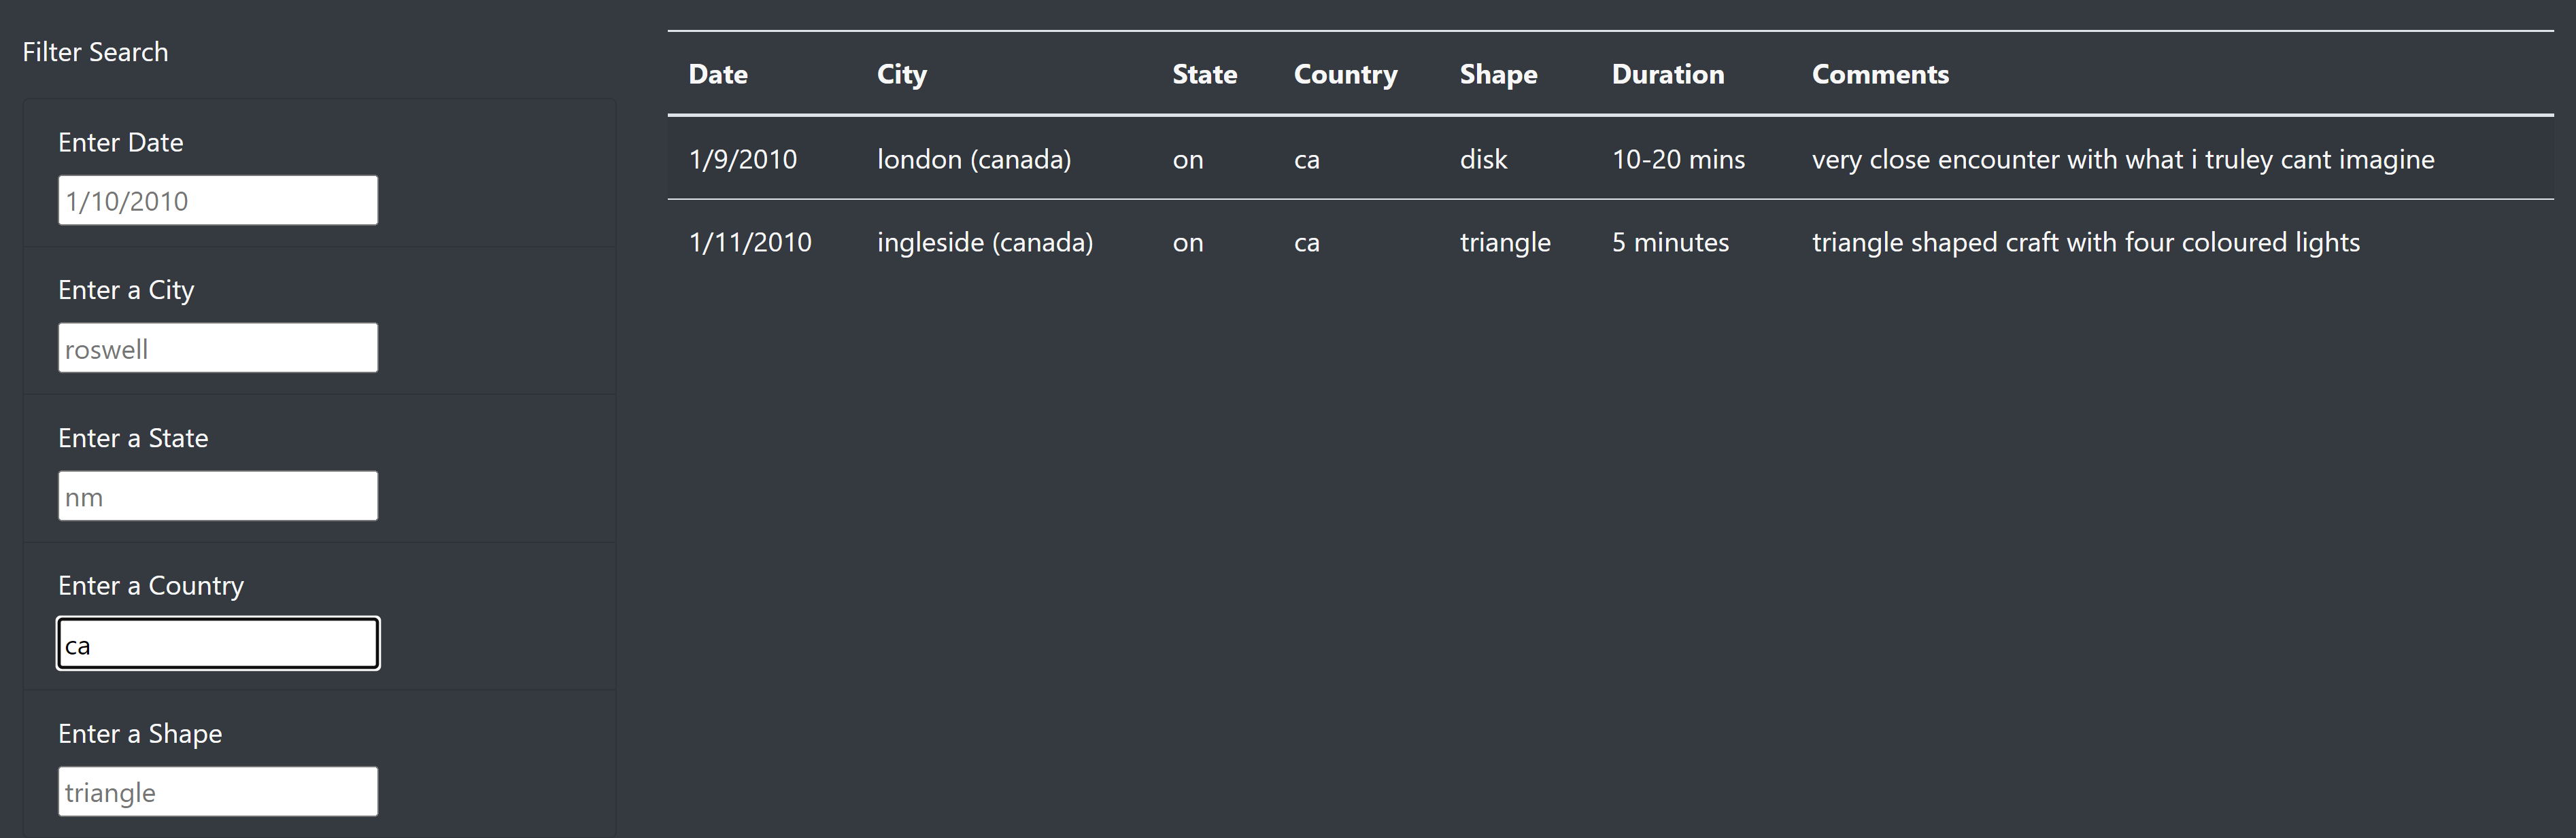 Filter Search
Enter Date
1/10/2010
Enter a City
roswell
Enter a State
nm
Enter a Country
ca
Enter a Shape
triangle
Date City State Country Shape Duration Comments
1/9/2010 london (canada) on ca disk 10-20 mins very close encounter with what i truley cant imagine
1/11/2010 ingleside (canada) on ca triangle 5 minutes triangle shaped craft with four coloured lights